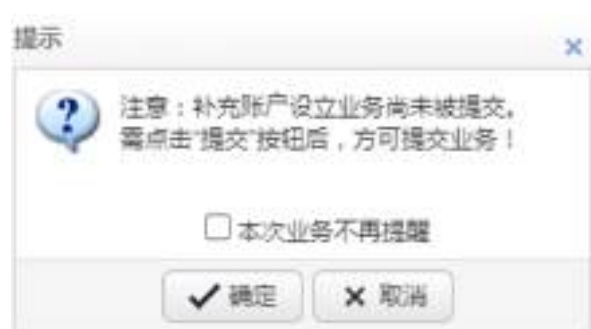 提示
注意：补充账户设立业务尚未被提交。
需点击“提交”按钮后，方可提交业务！
本次业务不再提醒
确定
取消